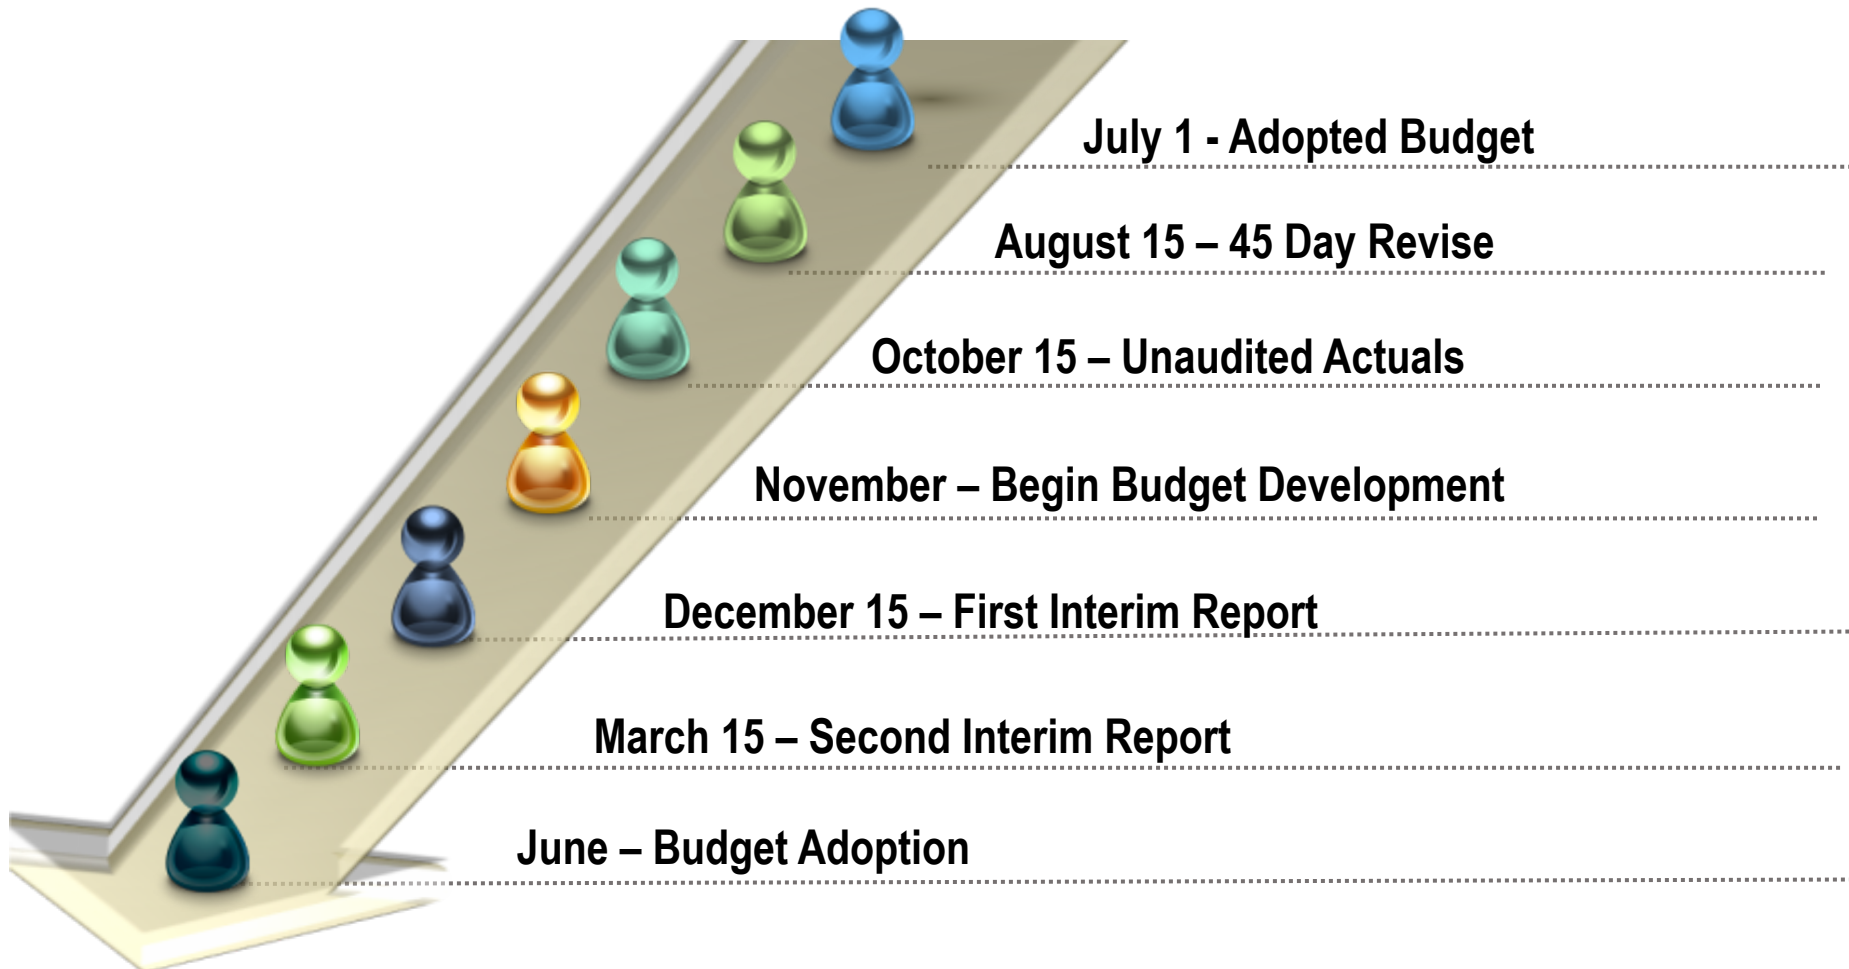 July 1 - Adopted Budget
August 15 – 45 Day Revise
October 15 – Unaudited Actuals
November – Begin Budget Development
December 15 – First Interim Report
March 15 – Second Interim Report
June – Budget Adoption